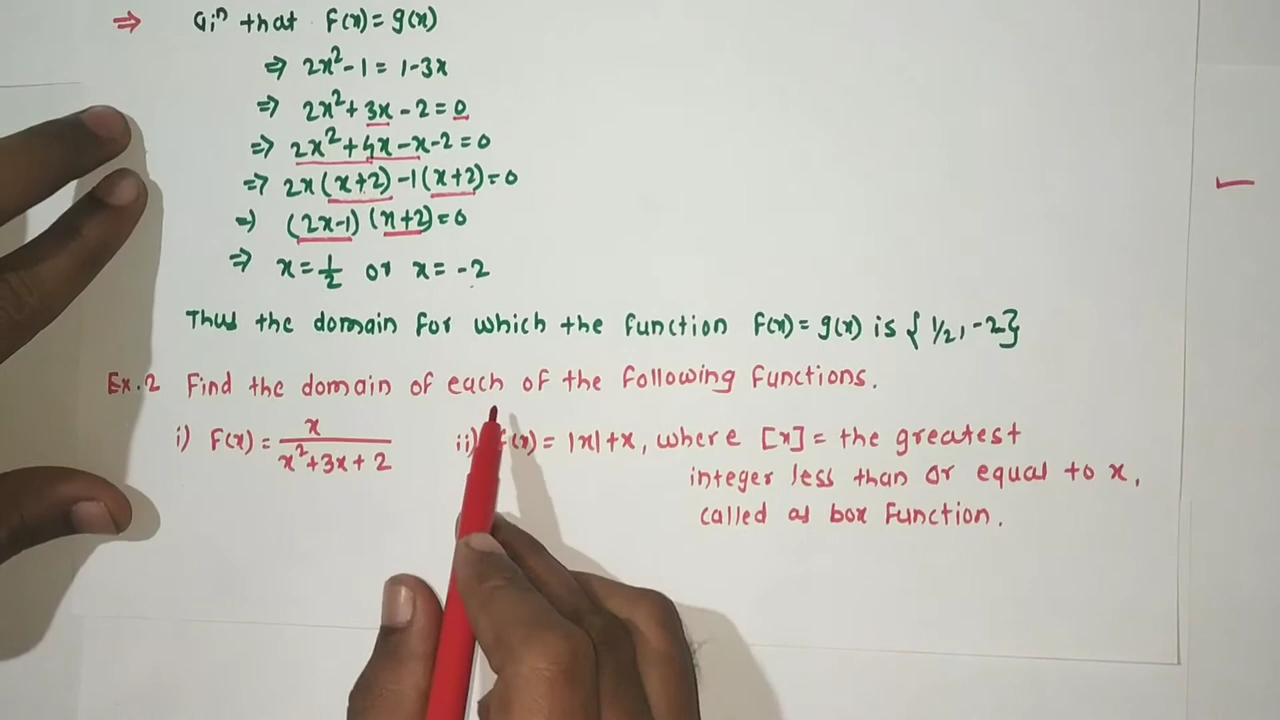 ⇒ Giⁿ that f(x) = g(x)
⇒ 2x² - 1 = 1 - 3x
⇒ 2x² + 3x - 2 = 0
⇒ 2x² + 4x - x - 2 = 0
⇒ 2x (x+2) - 1 (x+2) = 0
⇒ (2x-1) (x+2) = 0
⇒ x = 1/2 or x = -2
Thus the domain for which the function f(x) = g(x) is {1/2, -2}
Ex.2 Find the domain of each of the following functions.
i) f(x) = x / (x² + 3x + 2) ii) f(x) = |x| + x, where [x] = the greatest
integer less than or equal to x,
called as box function.